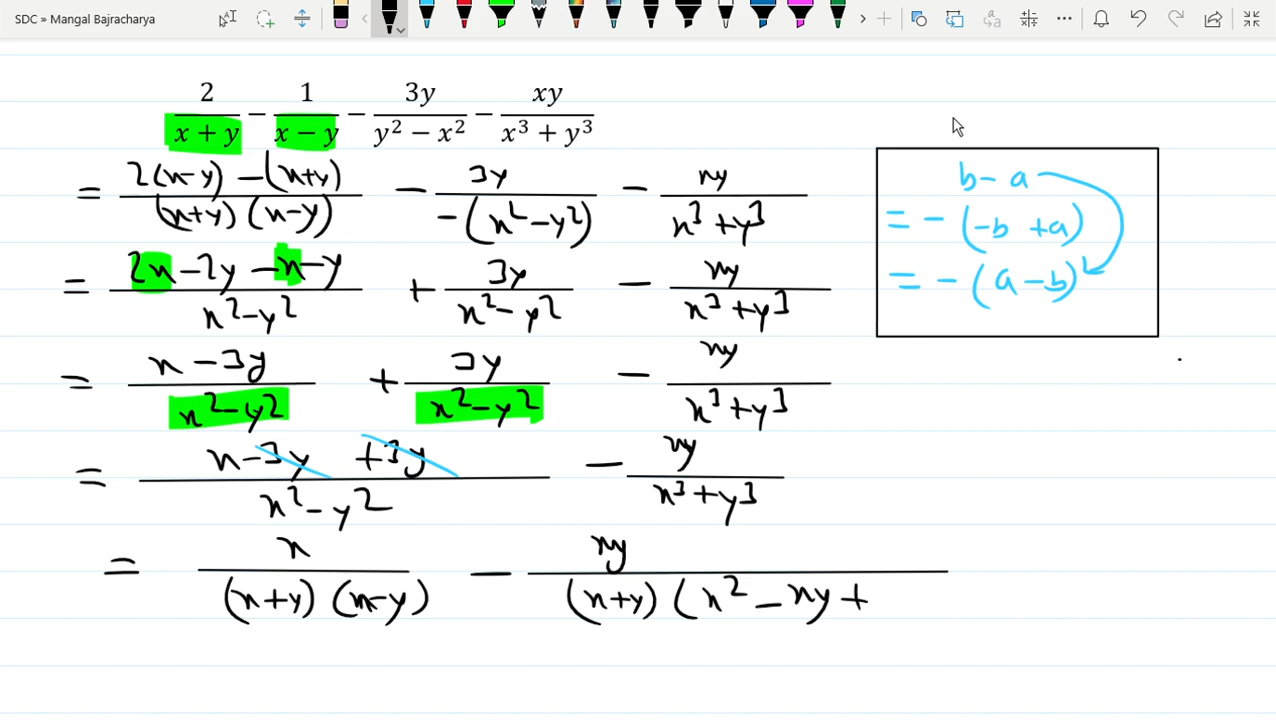 SDC » Mangal Bajracharya
2/(x + y) − 1/(x − y) − 3y/(y² − x²) − xy/(x³ + y³)
= (2(x-y) - (x+y))/((x+y)(x-y)) - 3y/(-(x²-y²)) - xy/(x³+y³)
= (2x-2y-x-y)/(x²-y²) + 3y/(x²-y²) - xy/(x³+y³)
= (x-3y)/(x²-y²) + 3y/(x²-y²) - xy/(x³+y³)
= (x-3y +3y)/(x²-y²) - xy/(x³+y³)
= x/((x+y)(x-y)) - xy/((x+y)(x²-xy+
b-a
= -(-b+a)
= -(a-b)